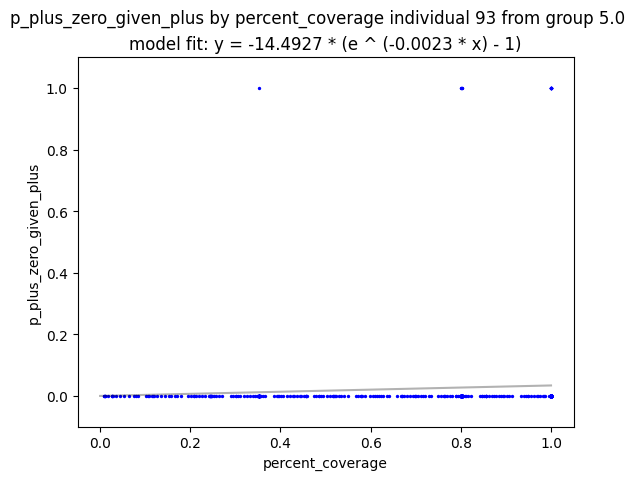 p_plus_zero_given_plus by percent_coverage individual 93 from group 5.0
model fit: y = -14.4927 * (e ^ (-0.0023 * x) - 1)
1.0
0.8
0.6
0.4
0.2
0.0
p_plus_zero_given_plus
0.0 0.2 0.4 0.6 0.8 1.0
percent_coverage